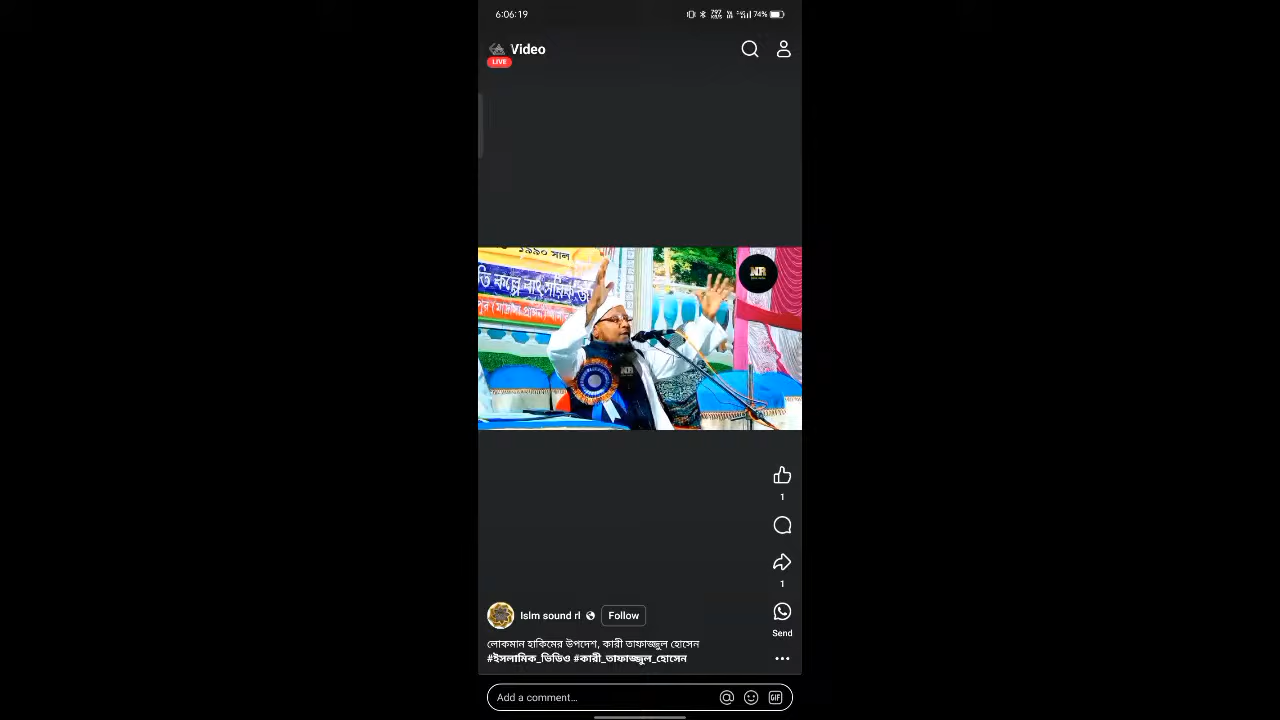 6:06:19
74%
Video
LIVE
১৯৯০ সাল
NR
NR
1
1
Islm sound rl
Follow
Send
লোকমান হাকিমের উপদেশ, কারী তাফাজ্জুল হোসেন
#ইসলামিক_ভিডিও #কারী_তাফাজ্জুল_হোসেন
Add a comment...
GIF